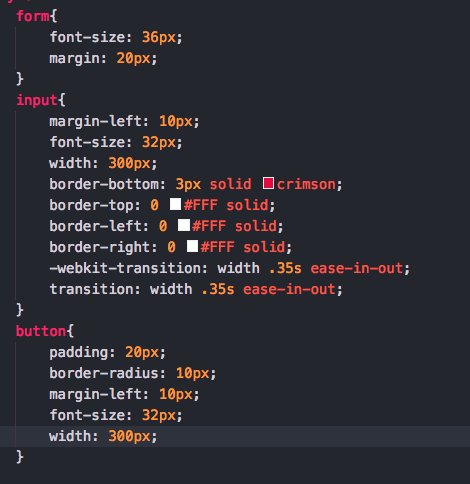 form{
    font-size: 36px;
    margin: 20px;
}
input{
    margin-left: 10px;
    font-size: 32px;
    width: 300px;
    border-bottom: 3px solid crimson;
    border-top: 0 #FFF solid;
    border-left: 0 #FFF solid;
    border-right: 0 #FFF solid;
    -webkit-transition: width .35s ease-in-out;
    transition: width .35s ease-in-out;
}
button{
    padding: 20px;
    border-radius: 10px;
    margin-left: 10px;
    font-size: 32px;
    width: 300px;
}